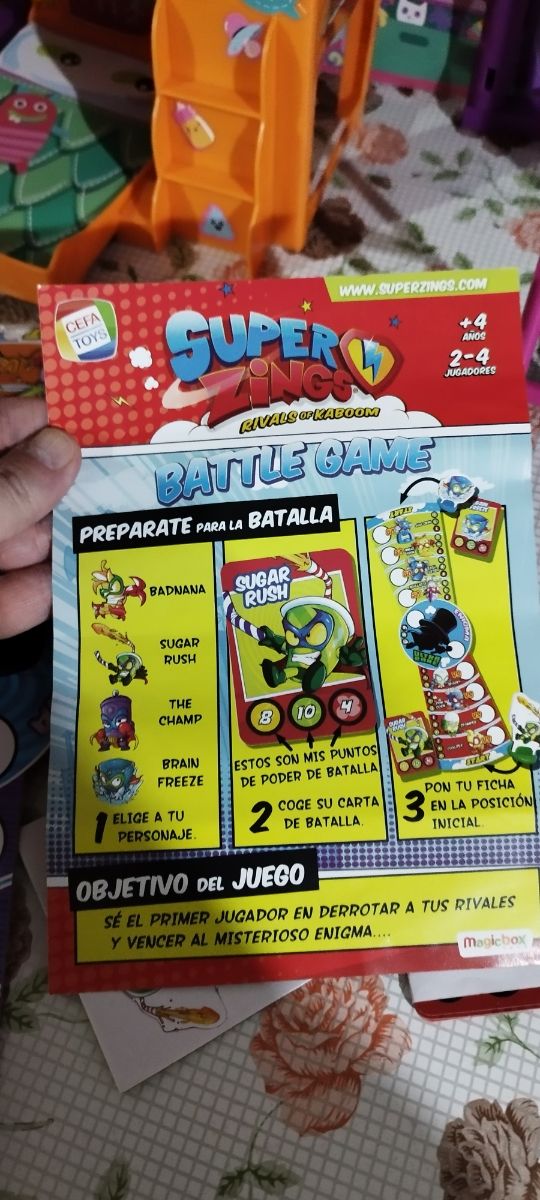 WWW.SUPERZINGS.COM
CEFA
TOYS
+4
AÑOS
2-4
JUGADORES
SUPER
ZINGS
RIVALS OF KABOOM
BATTLE GAME
PREPARATE PARA LA BATALLA
BADNANA
SUGAR
RUSH
THE
CHAMP
BRAIN
FREEZE
1 ELIGE A TU
PERSONAJE.
SUGAR
RUSH
8 10 4
ESTOS SON MIS PUNTOS
DE PODER DE BATALLA
2 COGE SU CARTA
DE BATALLA.
ENIGMA
SUGAR
RUSH
START
3 PON TU FICHA
EN LA POSICIÓN
INICIAL.
OBJETIVO DEL JUEGO
SÉ EL PRIMER JUGADOR EN DERROTAR A TUS RIVALES
Y VENCER AL MISTERIOSO ENIGMA....
Magicbox